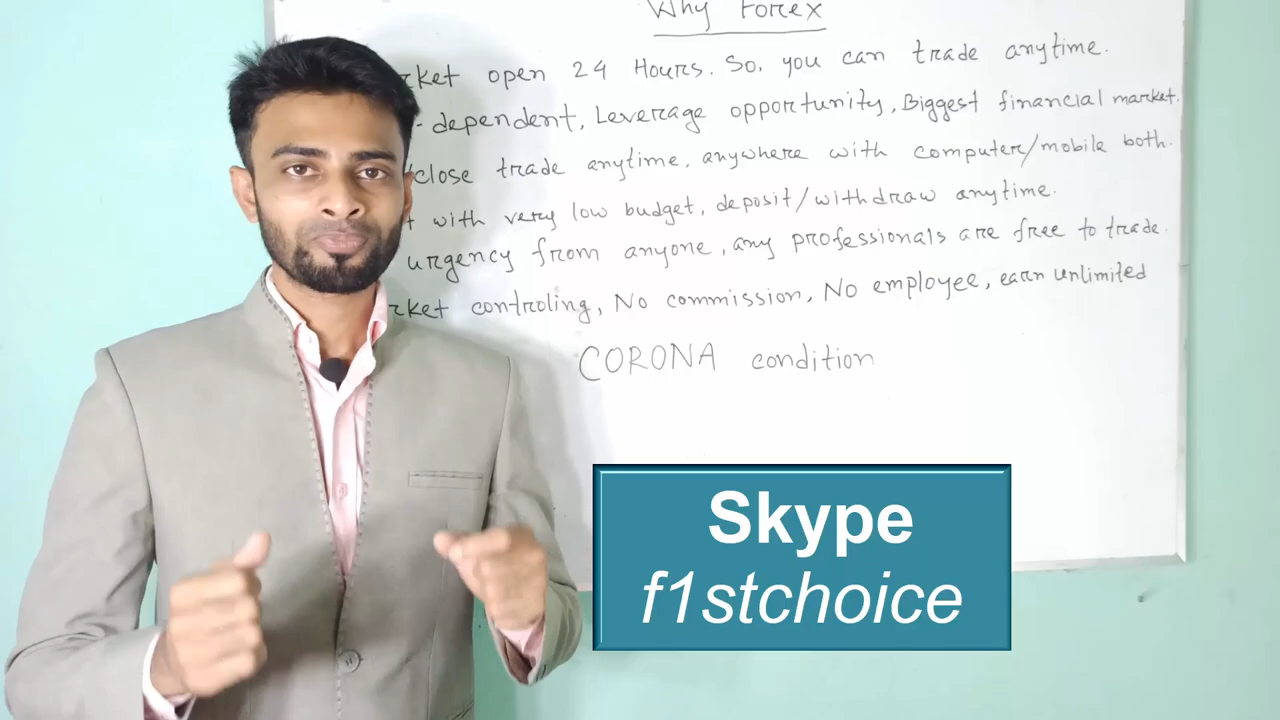 Why Forex
rket open 24 Hours. So, you can trade anytime.
- dependent, Leverage opportunity, Biggest financial market.
close trade anytime, anywhere with computer/mobile both.
t with very low budget, deposit/withdraw anytime.
urgency from anyone, any professionals are free to trade.
rket controling, No commission, No employee, earn unlimited
CORONA condition
Skype
f1stchoice